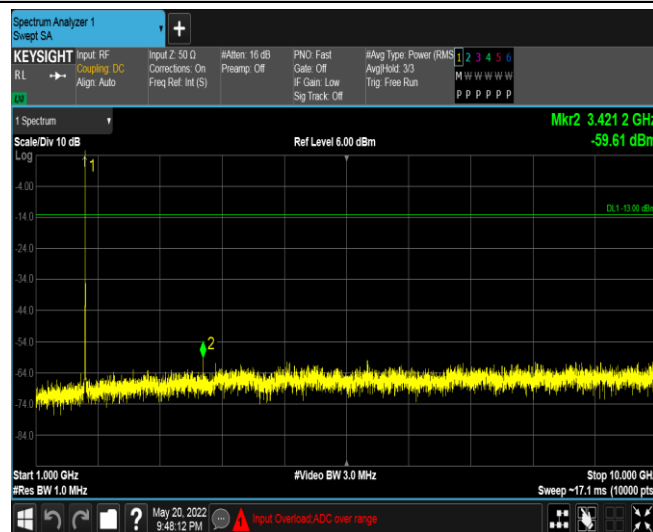 Spectrum Analyzer 1
Swept SA
+
KEYSIGHT
RL
Input: RF
Coupling: DC
Align: Auto
Input Z: 50 Ω
Corrections: On
Freq Ref: Int (S)
#Atten: 16 dB
Preamp: Off
PNO: Fast
Gate: Off
IF Gain: Low
Sig Track: Off
#Avg Type: Power (RMS
Avg|Hold: 3/3
Trig: Free Run
1 2 3 4 5 6
M W W W W W
P P P P P P
1 Spectrum
Scale/Div 10 dB
Ref Level 6.00 dBm
Mkr2 3.421 2 GHz
-59.61 dBm
Log
1
DL1 -13.00 dBm
-4.00
-14.0
-24.0
-34.0
-44.0
-54.0
2
-64.0
-74.0
-84.0
Start 1.000 GHz
#Video BW 3.0 MHz
Stop 10.000 GHz
#Res BW 1.0 MHz
Sweep ~17.1 ms (10000 pts)
?
May 20, 2022
9:48:12 PM
Input Overload;ADC over range